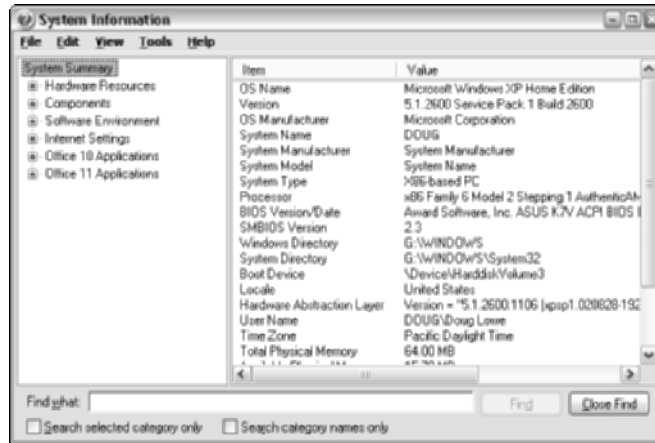 System Information
File Edit View Tools Help
System Summary
Hardware Resources
Components
Software Environment
Internet Settings
Office 10 Applications
Office 11 Applications
Item Value
OS Name Microsoft Windows XP Home Edition
Version 5.1.2600 Service Pack 1 Build 2600
OS Manufacturer Microsoft Corporation
System Name DOUG
System Manufacturer System Manufacturer
System Model System Name
System Type X86-based PC
Processor x86 Family 6 Model 2 Stepping 1 AuthenticAM
BIOS Version/Date Award Software, Inc. ASUS K7V ACPI BIOS
SMBIOS Version 2.3
Windows Directory G:\WINDOWS
System Directory G:\WINDOWS\System32
Boot Device \Device\HarddiskVolume3
Locale United States
Hardware Abstraction Layer Version = "5.1.2600.1106 (xpsp1.020828-192
User Name DOUG\Doug Lowe
Time Zone Pacific Daylight Time
Total Physical Memory 64.00 MB
Find what: Find Close Find
Search selected category only Search category names only